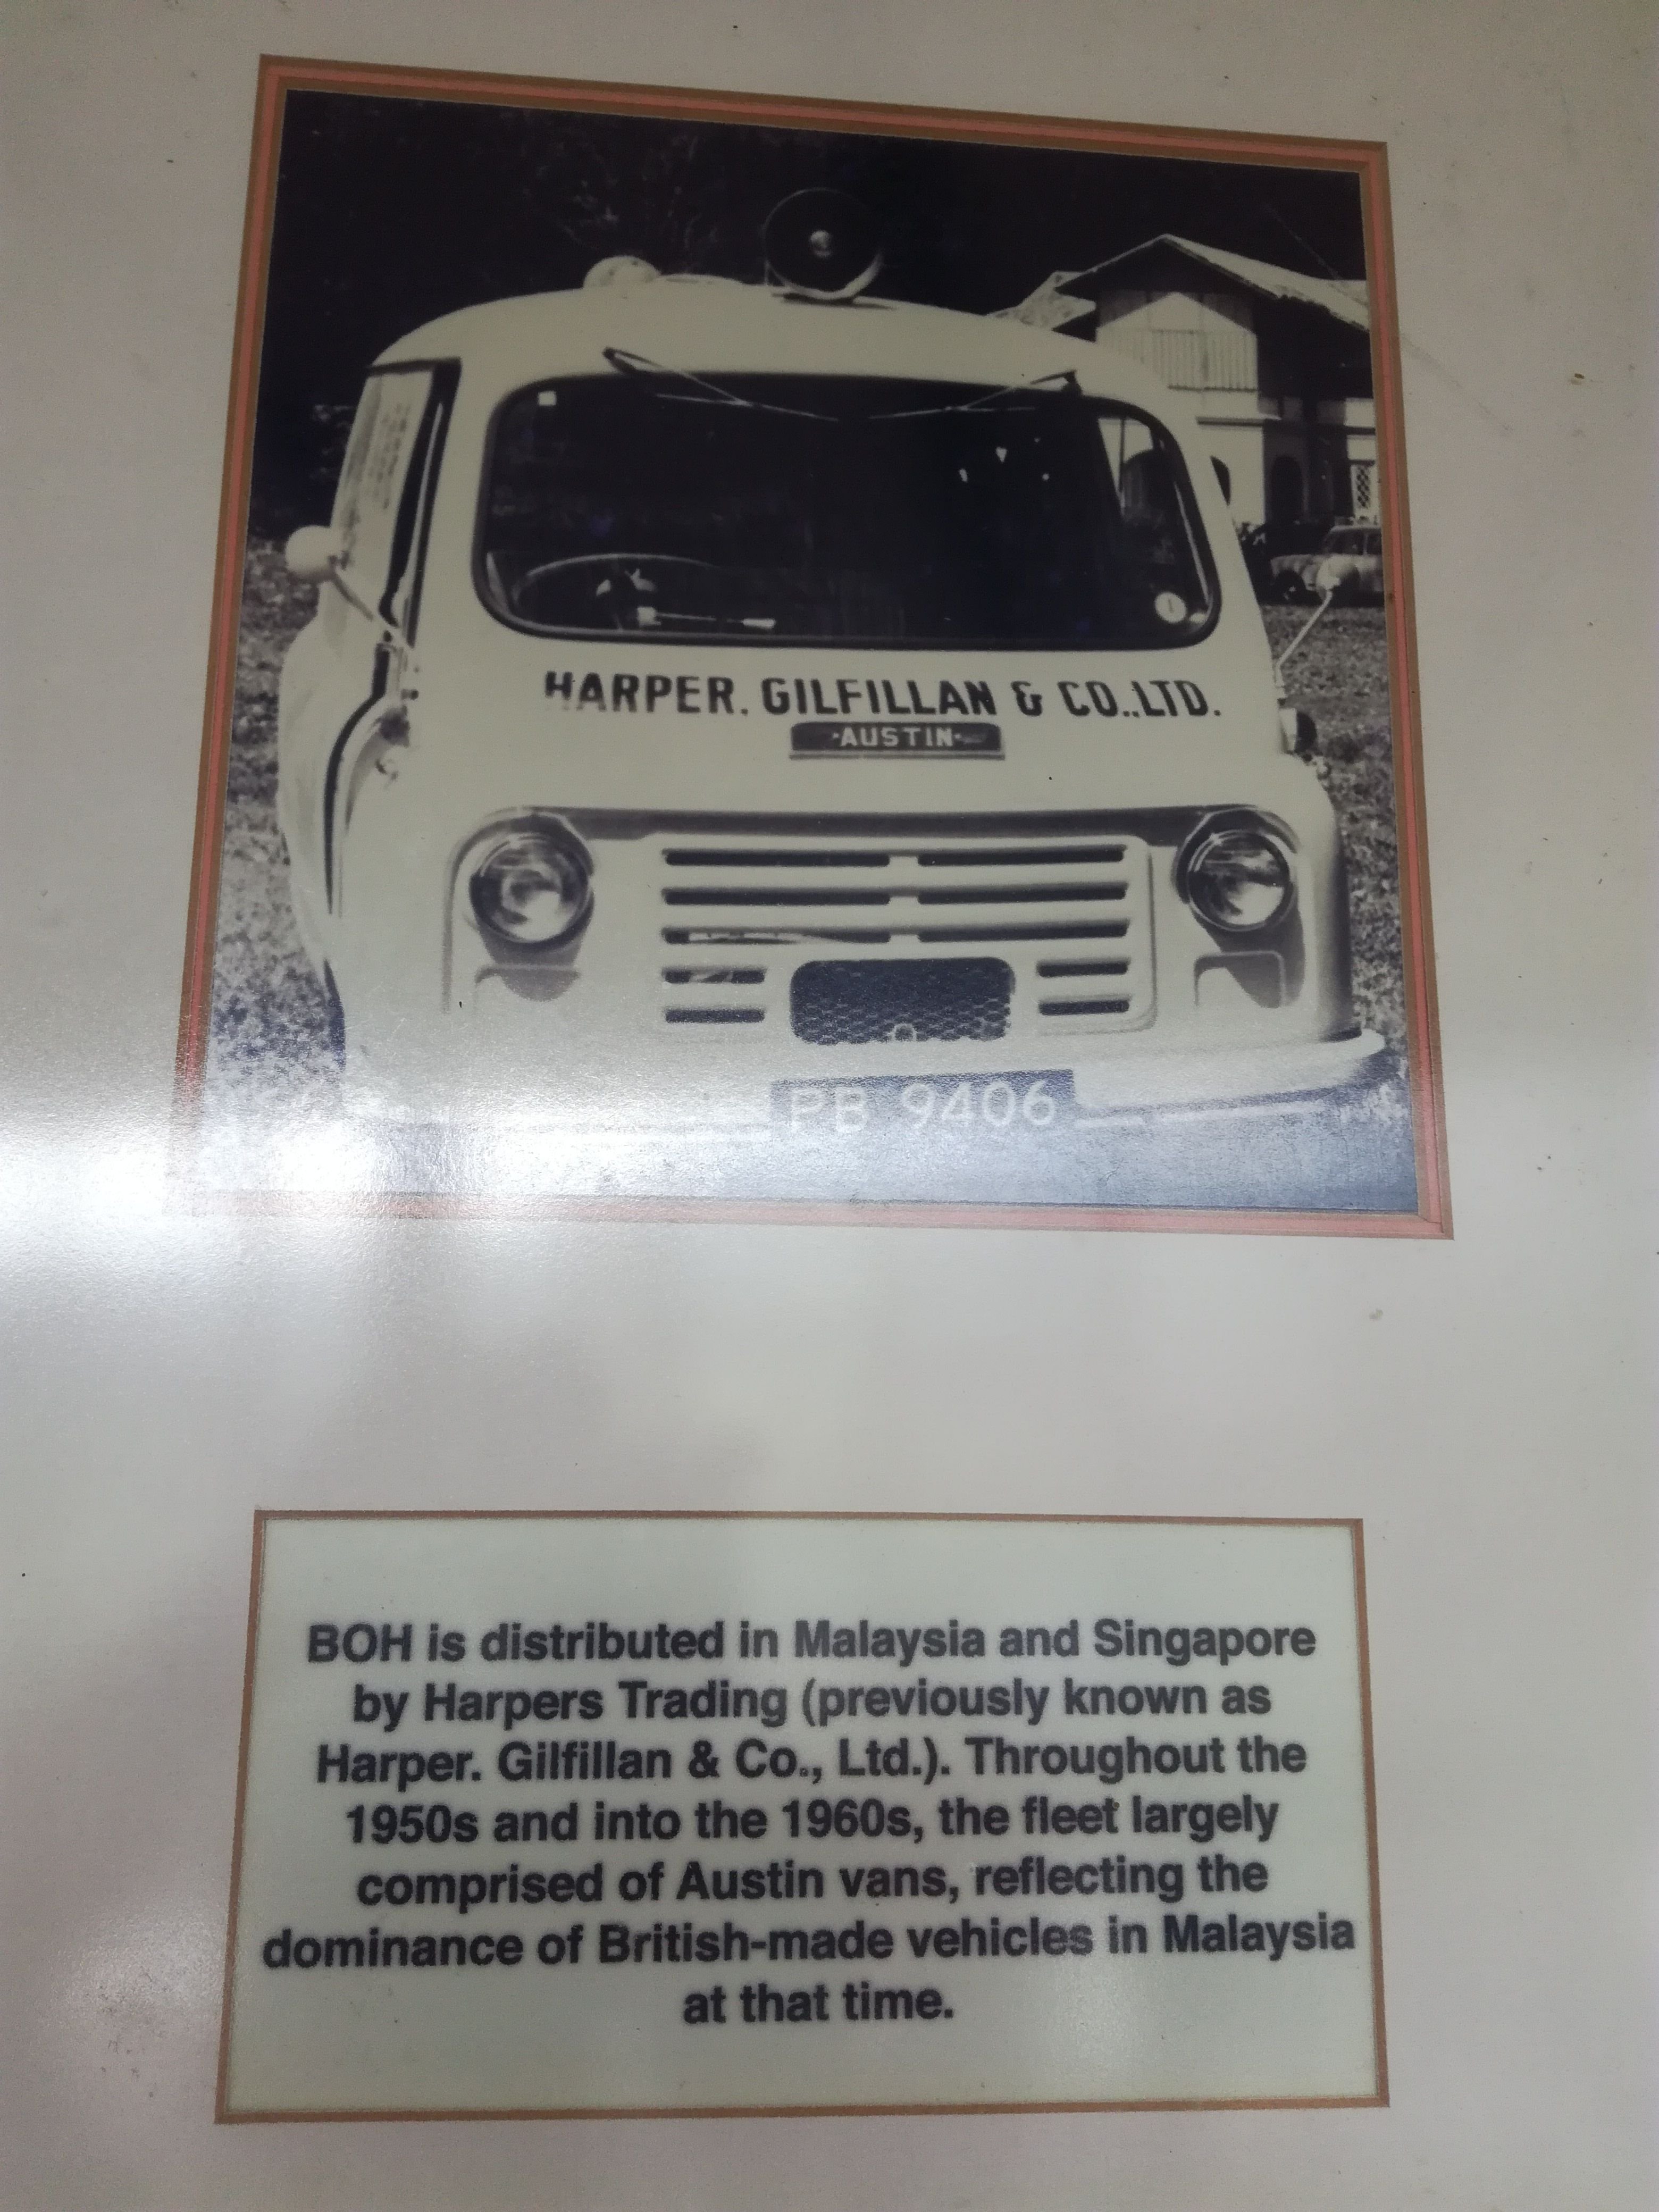 HARPER. GILFILLAN & CO., LTD.
·AUSTIN·
PB 9406
BOH is distributed in Malaysia and Singapore
by Harpers Trading (previously known as
Harper. Gilfillan & Co., Ltd.). Throughout the
1950s and into the 1960s, the fleet largely
comprised of Austin vans, reflecting the
dominance of British-made vehicles in Malaysia
at that time.